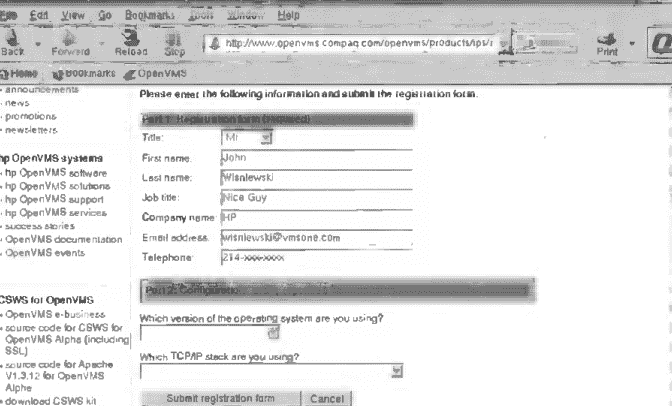 File Edit View Go Bookmarks Tools Window Help
Back Forward Reload Stop http://www.openvms.compaq.com/openvms/products/ips/ Print
Home Bookmarks OpenVMS
announcements
news
promotions
newsletters
hp OpenVMS systems
hp OpenVMS software
hp OpenVMS solutions
hp OpenVMS support
hp OpenVMS services
success stories
OpenVMS documentation
OpenVMS events
CSWS for OpenVMS
OpenVMS e-business
source code for CSWS for
OpenVMS Alpha (including
SSL)
source code for Apache
V1.3.12 for OpenVMS
Alpha
download CSWS kit
Please enter the following information and submit the registration form.
Part 1: Registration form (required)
Title: Mr
First name: John
Last name: Wisniewski
Job title: Nice Guy
Company name: HP
Email address: wisniewski@vmsone.com
Telephone: 214-xxx-xxxx
Part 2: Configuration
Which version of the operating system are you using?
Which TCP/IP stack are you using?
Submit registration form Cancel